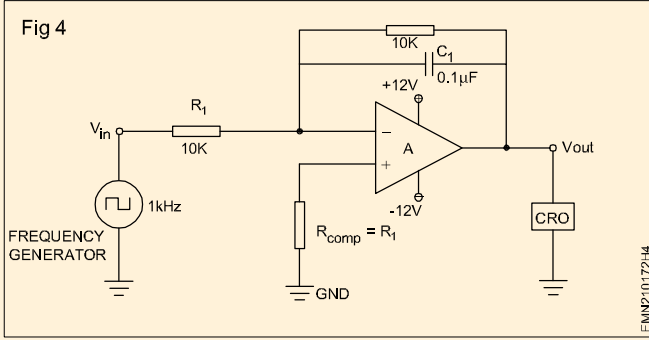 Fig 4
10K
C1
0.1µF
+12V
R1
Vin
10K
−
A
+
Vout
1kHz
-12V
CRO
FREQUENCY
GENERATOR
Rcomp = R1
GND
EMN210172H4